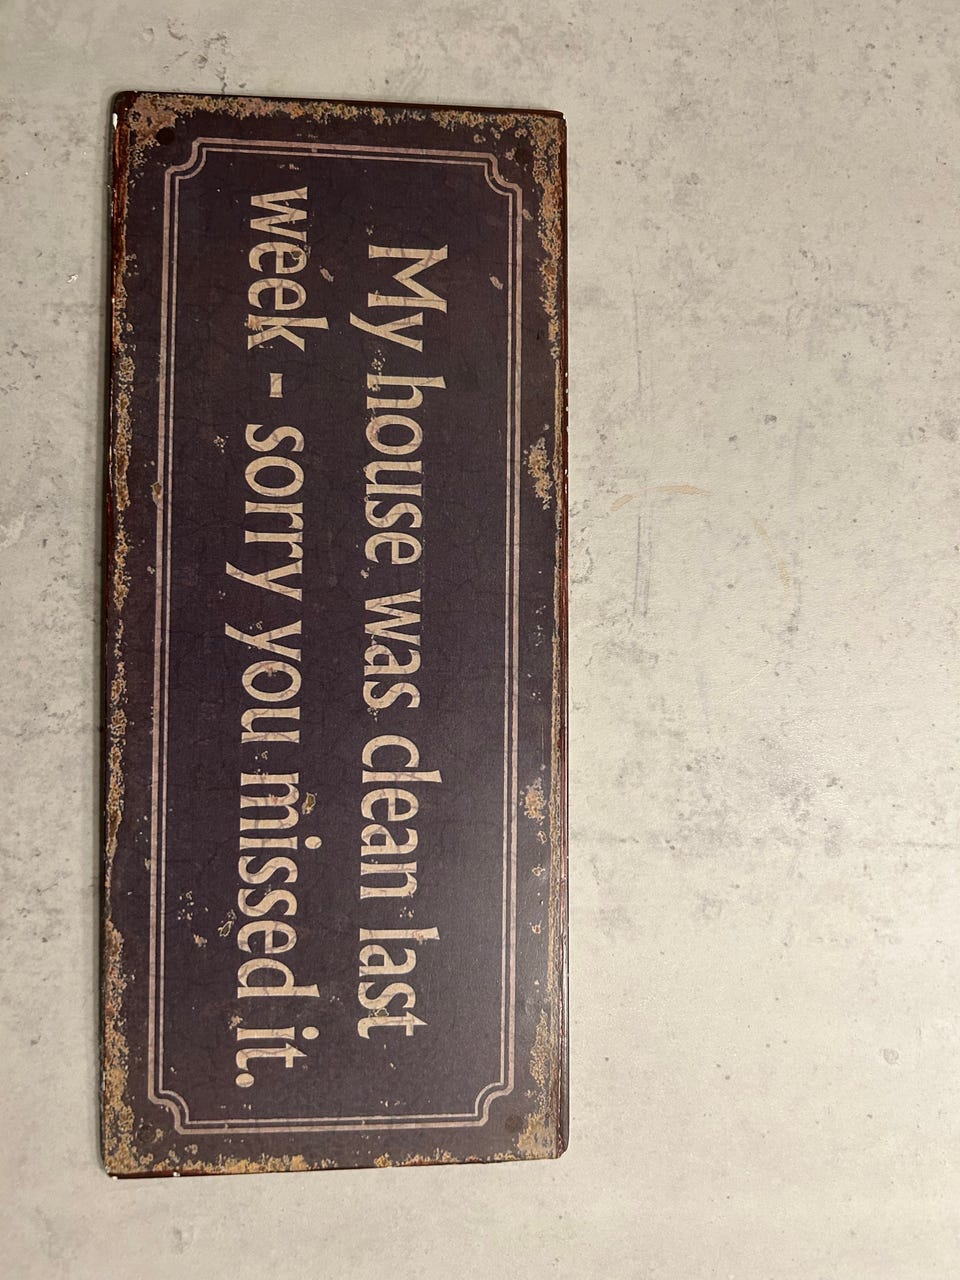 My house was clean last
week - sorry you missed it.